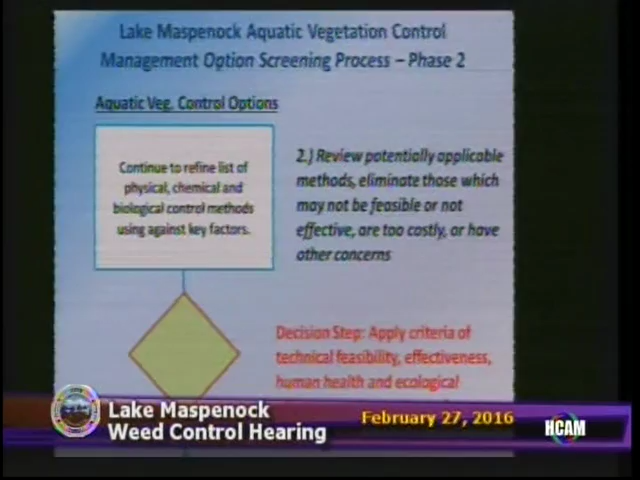 Lake Maspenock Aquatic Vegetation Control
Management Option Screening Process – Phase 2
Aquatic Veg. Control Options
Continue to refine list of
physical, chemical and
biological control methods
using against key factors.
2.) Review potentially applicable
methods, eliminate those which
may not be feasible or not
effective, are too costly, or have
other concerns
Decision Step: Apply criteria of
technical feasibility, effectiveness,
human health and ecological
Lake Maspenock
Weed Control Hearing
February 27, 2016
HCAM